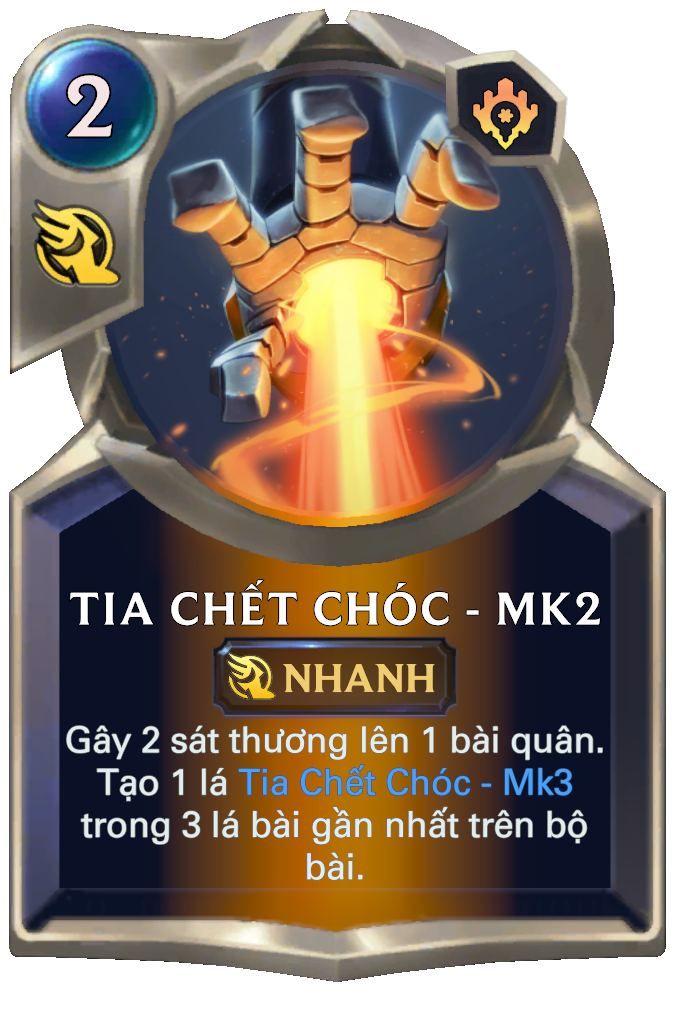 2
TIA CHẾT CHÓC - MK2
NHANH
Gây 2 sát thương lên 1 bài quân.
Tạo 1 lá Tia Chết Chóc - Mk3
trong 3 lá bài gần nhất trên bộ
bài.